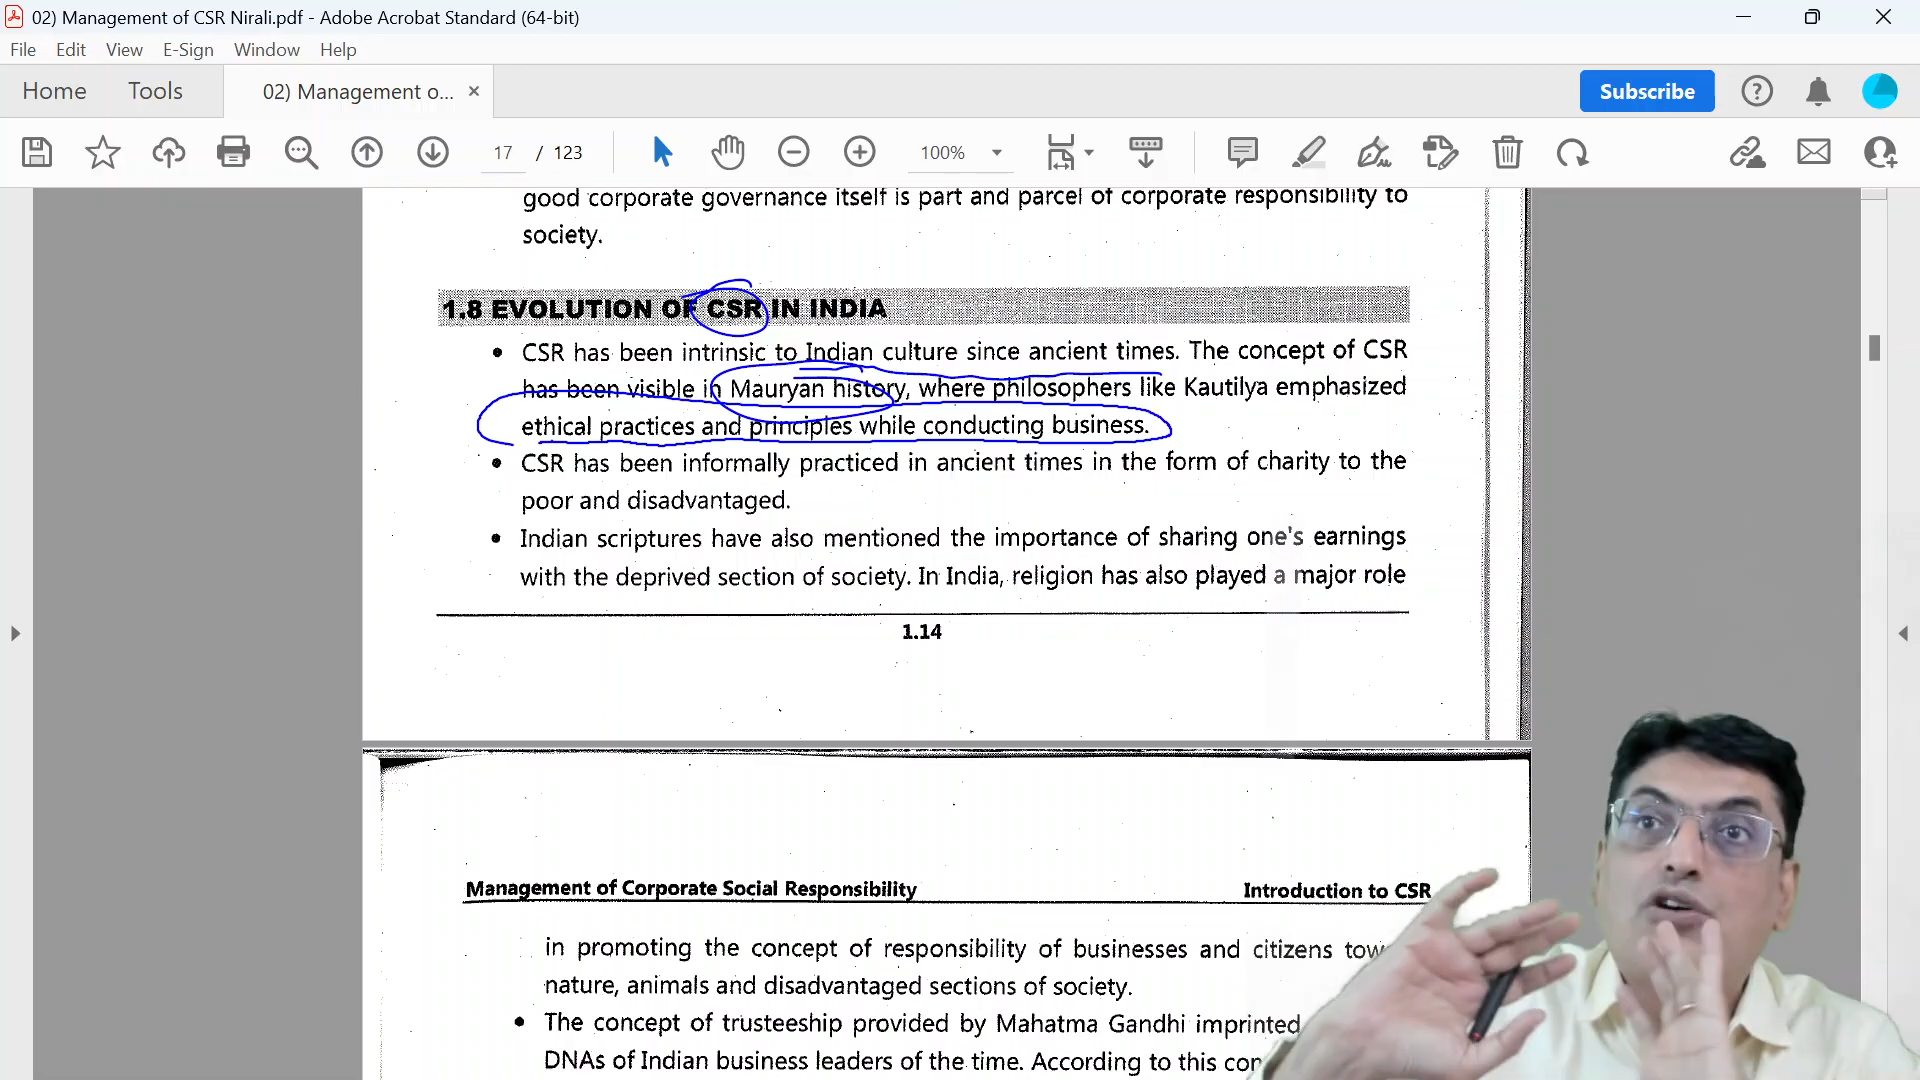 02) Management of CSR Nirali.pdf - Adobe Acrobat Standard (64-bit)
File Edit View E-Sign Window Help
Home Tools 02) Management o... × Subscribe
17 / 123 100%
good corporate governance itself is part and parcel of corporate responsibility to
society.
1.8 EVOLUTION OF CSR IN INDIA
• CSR has been intrinsic to Indian culture since ancient times. The concept of CSR
has been visible in Mauryan history, where philosophers like Kautilya emphasized
ethical practices and principles while conducting business.
• CSR has been informally practiced in ancient times in the form of charity to the
poor and disadvantaged.
• Indian scriptures have also mentioned the importance of sharing one's earnings
with the deprived section of society. In India, religion has also played a major role
1.14
Management of Corporate Social Responsibility Introduction to CSR
in promoting the concept of responsibility of businesses and citizens
nature, animals and disadvantaged sections of society.
• The concept of trusteeship provided by Mahatma Gandhi imprinted
DNAs of Indian business leaders of the time. According to this